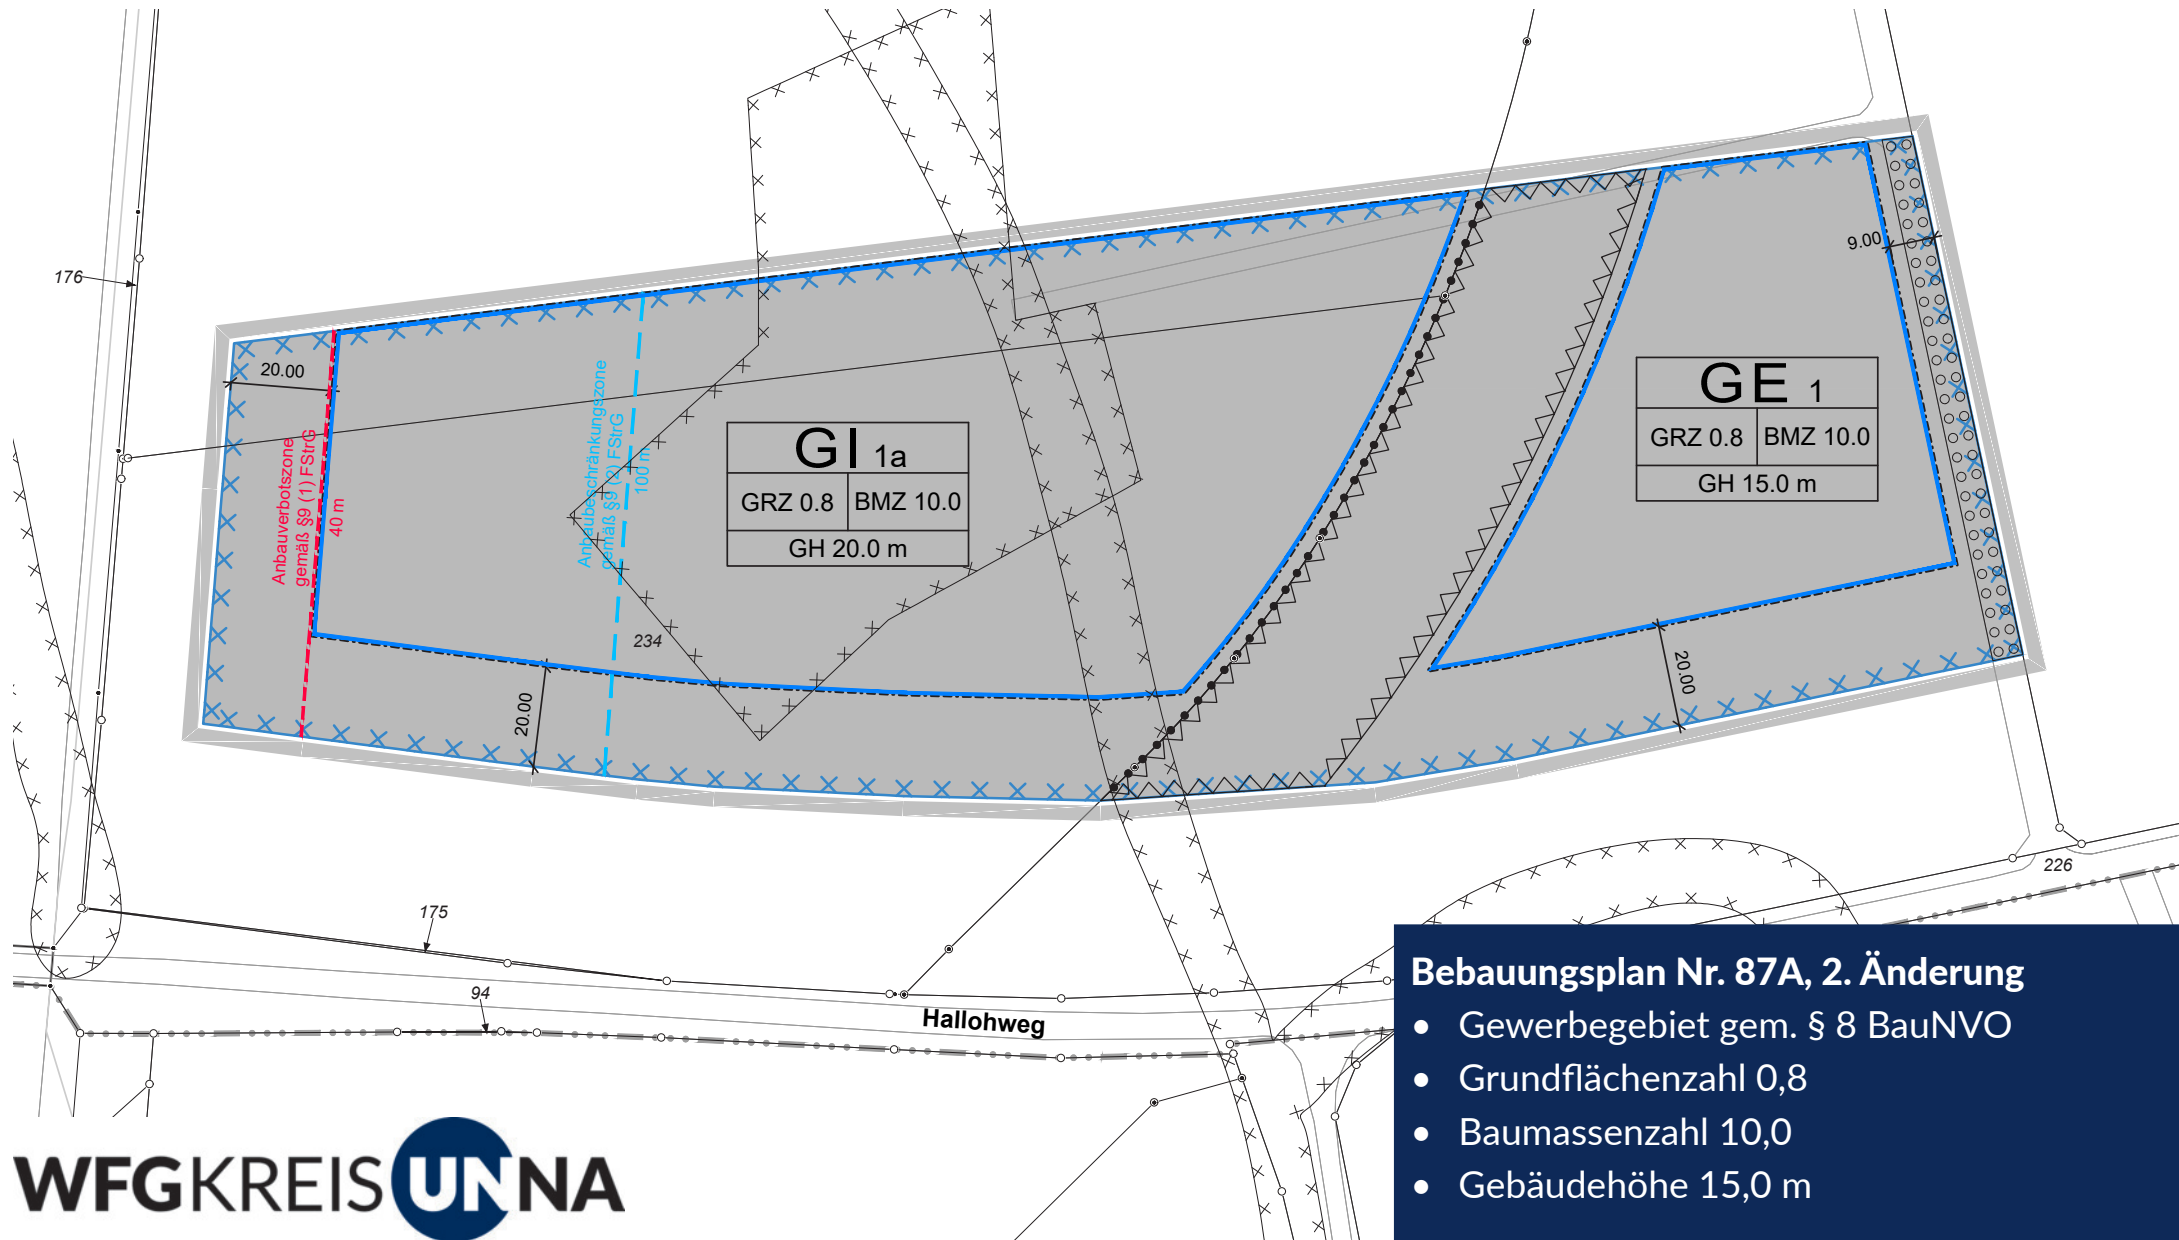 176
20.00
Anbauverbotszone
gemäß §9 (1) FStrG
40 m
Anbaubeschränkungszone
gemäß §9 (2) FStrG
100 m
GI 1a
GRZ 0.8 BMZ 10.0
GH 20.0 m
9.00
GE 1
GRZ 0.8 BMZ 10.0
GH 15.0 m
234
20.00
20.00
226
175
94
Hallohweg
Bebauungsplan Nr. 87A, 2. Änderung
• Gewerbegebiet gem. § 8 BauNVO
• Grundflächenzahl 0,8
• Baumassenzahl 10,0
• Gebäudehöhe 15,0 m
WFGKREISUNNA